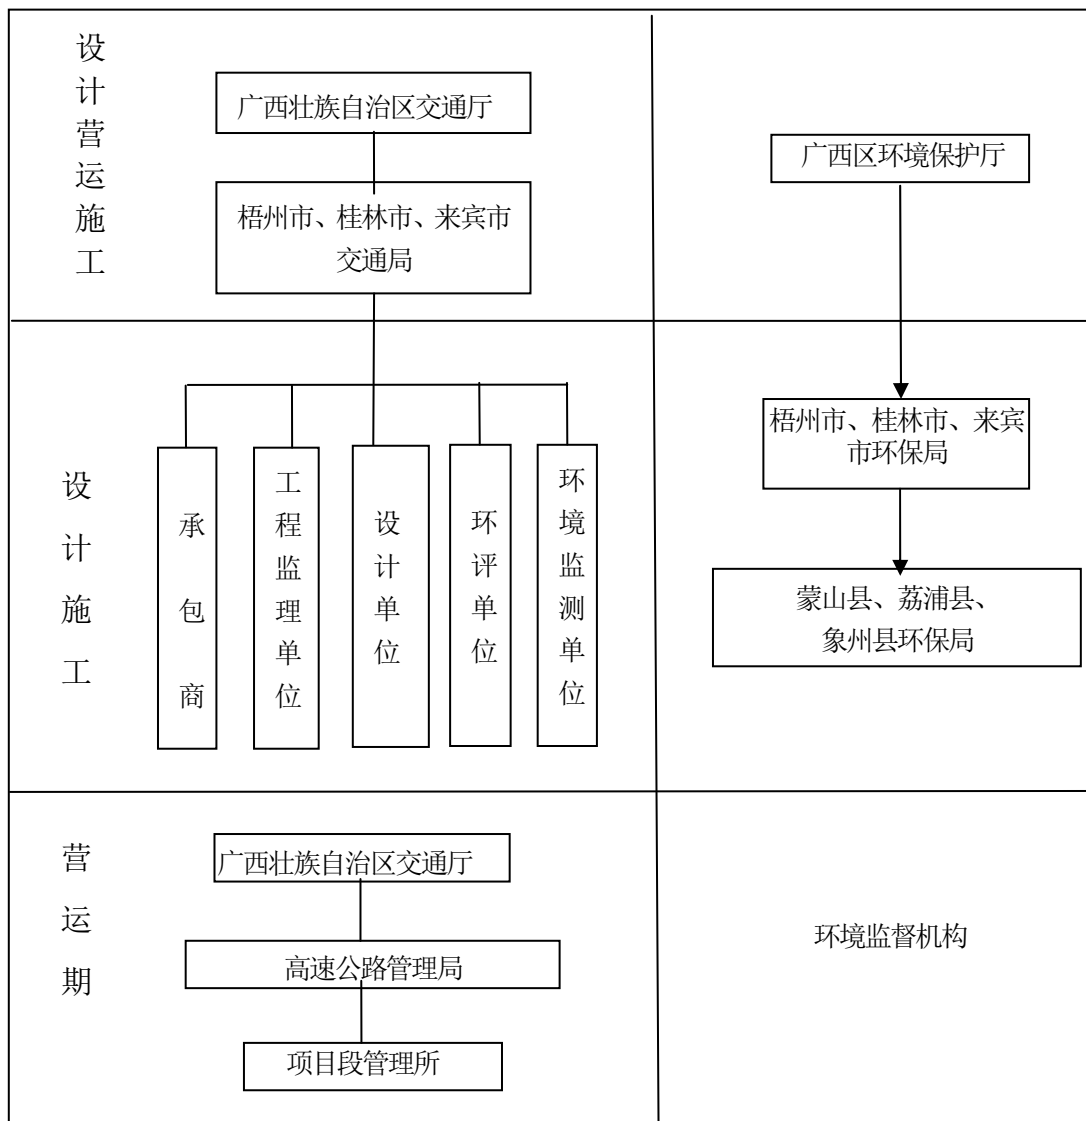 设计营运施工
广西壮族自治区交通厅
梧州市、桂林市、来宾市
交通局
广西区环境保护厅
设计施工
承包商
工程监理单位
设计单位
环评单位
环境监测单位
梧州市、桂林市、来宾
市环保局
蒙山县、荔浦县、
象州县环保局
营运期
广西壮族自治区交通厅
高速公路管理局
项目段管理所
环境监督机构